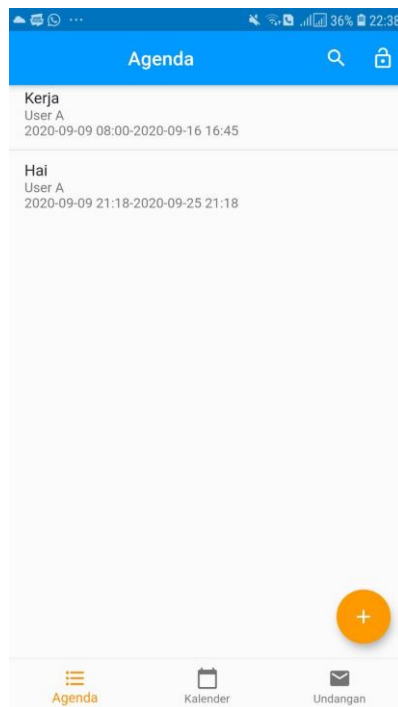 36% 22:38
Agenda
Kerja
User A
2020-09-09 08:00-2020-09-16 16:45
Hai
User A
2020-09-09 21:18-2020-09-25 21:18
Agenda
Kalender
Undangan